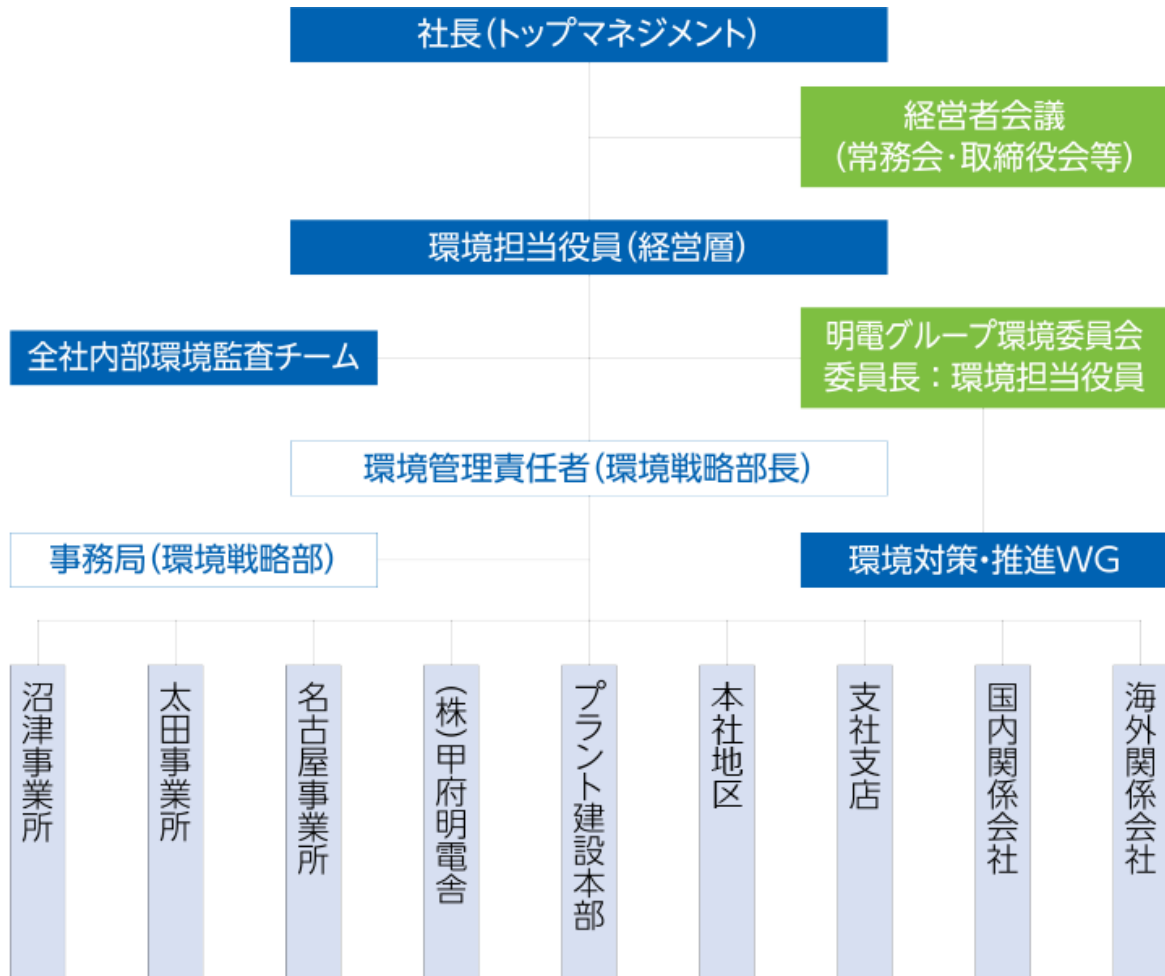 社長(トップマネジメント)
経営者会議
(常務会・取締役会等)
環境担当役員(経営層)
全社内部環境監査チーム
明電グループ環境委員会
委員長：環境担当役員
環境管理責任者(環境戦略部長)
事務局(環境戦略部)
環境対策・推進WG
沼津事業所
太田事業所
名古屋事業所
(株)甲府明電舎
プラント建設本部
本社地区
支社支店
国内関係会社
海外関係会社